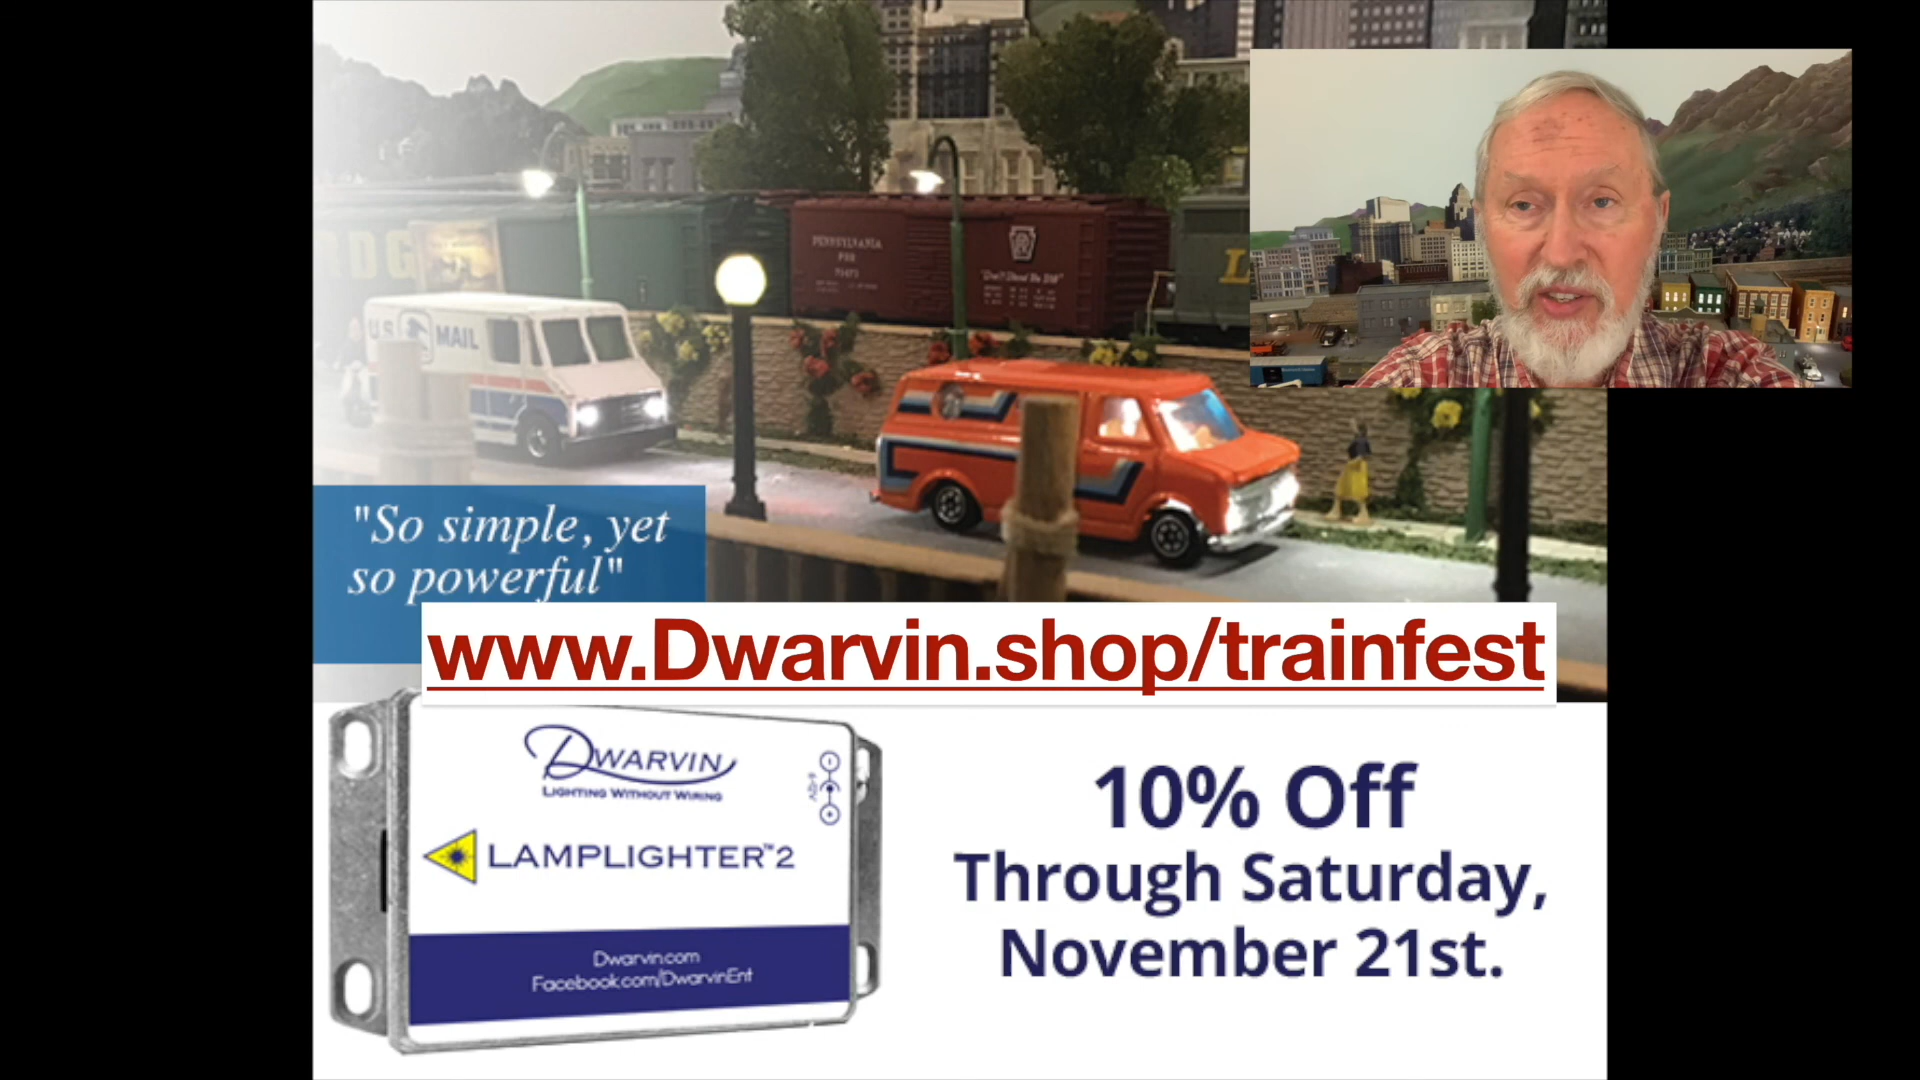 PENNSYLVANIA
U.S. MAIL
"So simple, yet
so powerful"
www.Dwarvin.shop/trainfest
DWARVIN
LIGHTING WITHOUT WIRING
LAMPLIGHTER™2
Dwarvin.com
Facebook.com/DwarvinEnt
10% Off
Through Saturday,
November 21st.